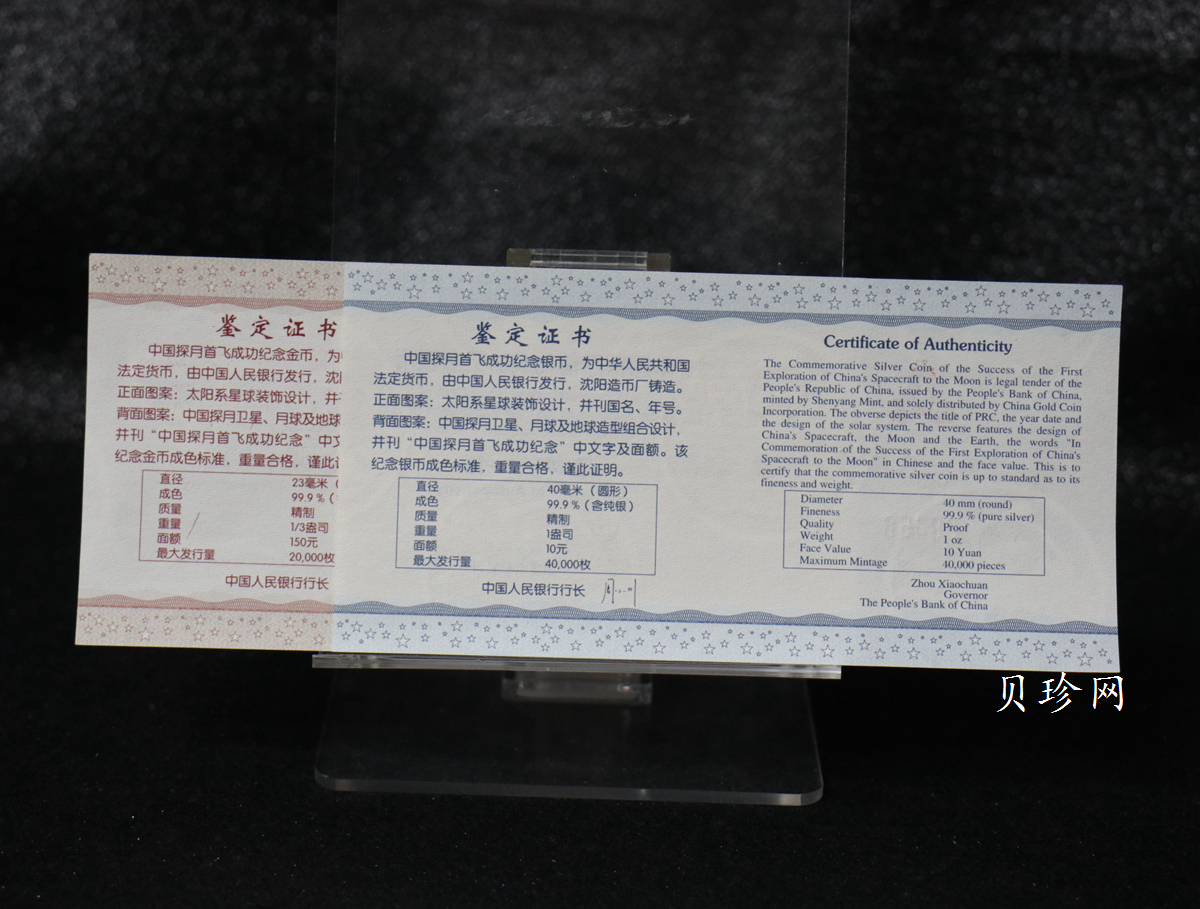 鉴定证书
中国探月首飞成功纪念金币，为
法定货币，由中国人民银行发行，沈
正面图案：太阳系星球装饰设计，并
背面图案：中国探月卫星、月球及地球
并刊“中国探月首飞成功纪念”中文
纪念金币成色标准，重量合格，谨此
直径 23毫米（
成色 99.9％（
质量 精制
重量 1/3盎司
面额 150元
最大发行量 20,000枚
中国人民银行行长
鉴定证书
中国探月首飞成功纪念银币，为中华人民共和国
法定货币，由中国人民银行发行，沈阳造币厂铸造。
正面图案：太阳系星球装饰设计，并刊国名、年号。
背面图案：中国探月卫星、月球及地球造型组合设计，
并刊“中国探月首飞成功纪念”中文字及面额。该
纪念银币成色标准，重量合格，谨此证明。
直径 40毫米（圆形）
成色 99.9％（含纯银）
质量 精制
重量 1盎司
面额 10元
最大发行量 40,000枚
中国人民银行行长
Certificate of Authenticity
The Commemorative Silver Coin of the Success of the First
Exploration of China's Spacecraft to the Moon is legal tender of the
People's Republic of China, issued by the People's Bank of China,
minted by Shenyang Mint, and solely distributed by China Gold Coin
Incorporation. The obverse depicts the title of PRC, the year date and
the design of the solar system. The reverse features the design of
China's Spacecraft, the Moon and the Earth, the words "In
Commemoration of the Success of the First Exploration of China's
Spacecraft to the Moon" in Chinese and the face value. This is to
certify that the commemorative silver coin is up to standard as to its
fineness and weight.
Diameter 40 mm (round)
Fineness 99.9 % (pure silver)
Quality Proof
Weight 1 oz
Face Value 10 Yuan
Maximum Mintage 40,000 pieces
Zhou Xiaochuan
Governor
The People's Bank of China
贝珍网